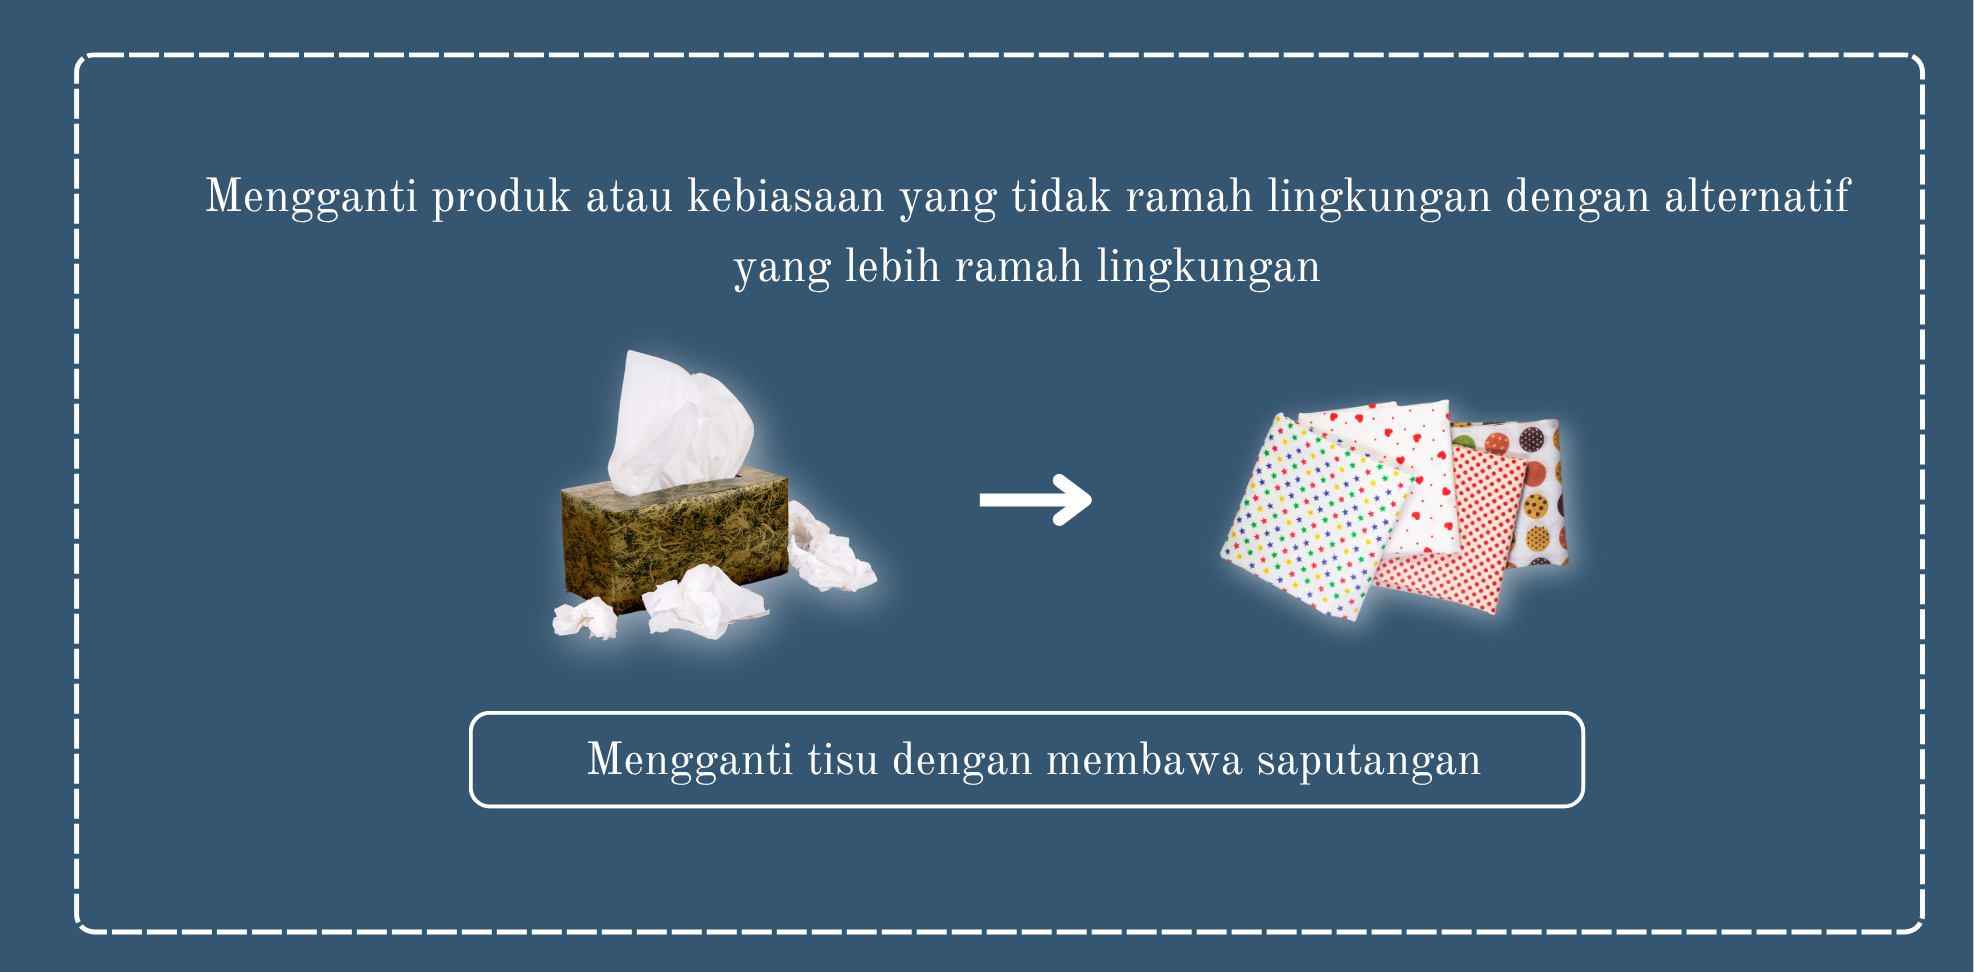 Mengganti produk atau kebiasaan yang tidak ramah lingkungan dengan alternatif
yang lebih ramah lingkungan
Mengganti tisu dengan membawa saputangan